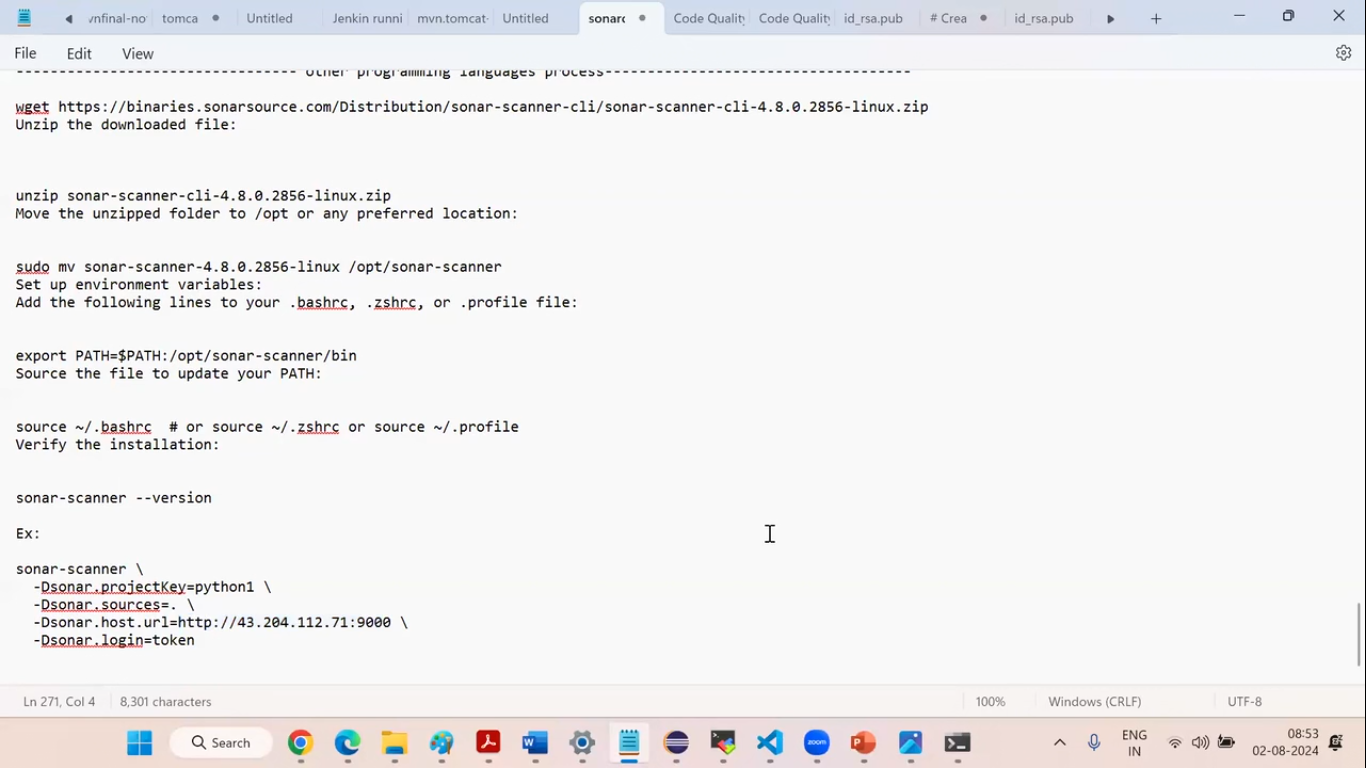 vnfinal-no
tomca
Untitled
Jenkin runni
mvn.tomcat-
Untitled
sonarc
Code Quality
Code Quality
id_rsa.pub
# Crea
id_rsa.pub
File
Edit
View
-------------------------------- other programming languages process-----------------------------------
wget https://binaries.sonarsource.com/Distribution/sonar-scanner-cli/sonar-scanner-cli-4.8.0.2856-linux.zip
Unzip the downloaded file:
unzip sonar-scanner-cli-4.8.0.2856-linux.zip
Move the unzipped folder to /opt or any preferred location:
sudo mv sonar-scanner-4.8.0.2856-linux /opt/sonar-scanner
Set up environment variables:
Add the following lines to your .bashrc, .zshrc, or .profile file:
export PATH=$PATH:/opt/sonar-scanner/bin
Source the file to update your PATH:
source ~/.bashrc  # or source ~/.zshrc or source ~/.profile
Verify the installation:
sonar-scanner --version
Ex:
sonar-scanner \
  -Dsonar.projectKey=python1 \
  -Dsonar.sources=. \
  -Dsonar.host.url=http://43.204.112.71:9000 \
  -Dsonar.login=token
Ln 271, Col 4
8,301 characters
100%
Windows (CRLF)
UTF-8
Search
zoom
ENG
IN
08:53
02-08-2024